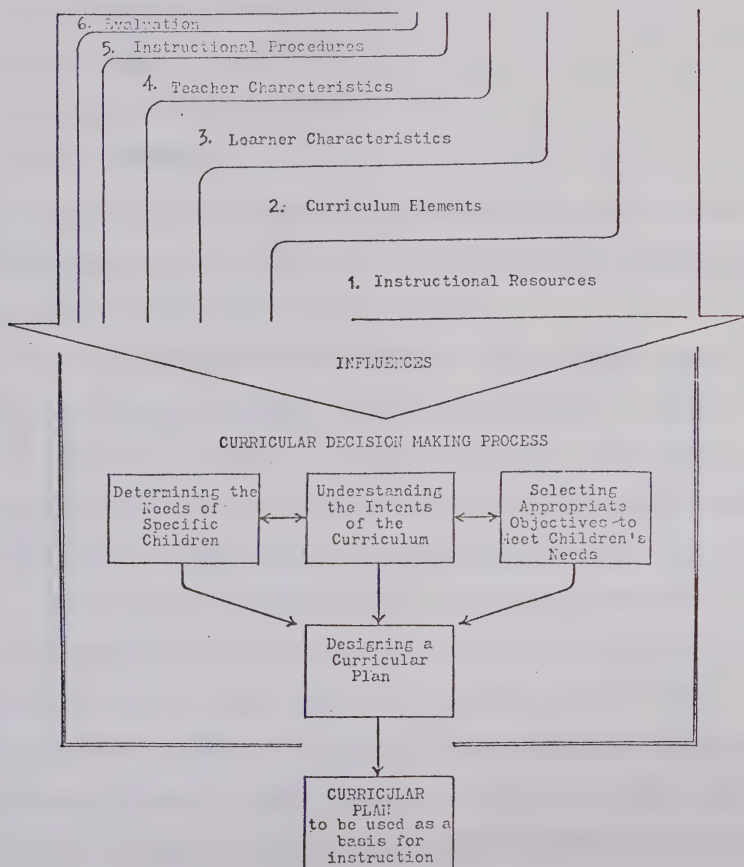 6. Evaluation
5. Instructional Procedures
4. Teacher Characteristics
3. Learner Characteristics
2. Curriculum Elements
1. Instructional Resources
INFLUENCES
CURRICULAR DECISION MAKING PROCESS
Determining the
Needs of
Specific
Children
Understanding
the Intents
of the
Curriculum
Selecting
Appropriate
Objectives to
Meet Children's
Needs
Designing a
Curricular
Plan
CURRICULAR
PLAN
to be used as a
basis for
instruction